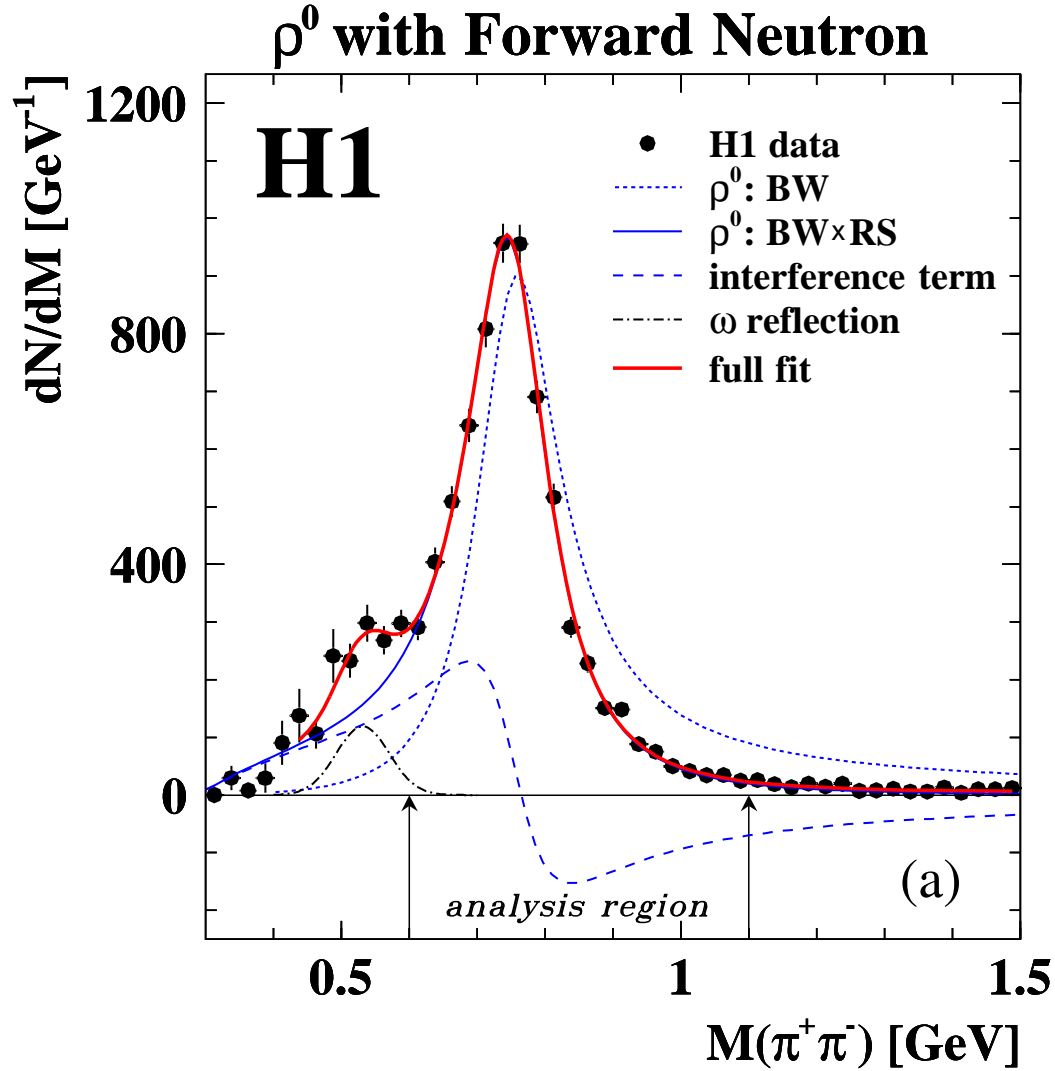 ρ⁰ with Forward Neutron
dN/dM [GeV⁻¹]
1200
800
400
0
H1
H1 data
ρ⁰: BW
ρ⁰: BW×RS
interference term
ω reflection
full fit
analysis region
(a)
0.5
1
1.5
M(π⁺π⁻) [GeV]